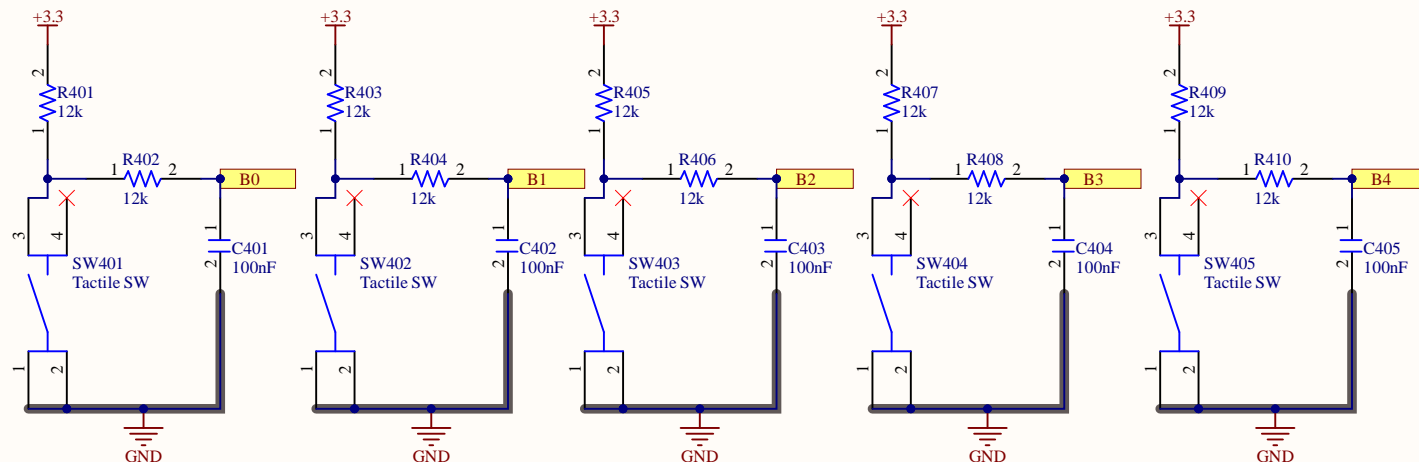 +3.3 +3.3 +3.3 +3.3 +3.3
2 2 2 2 2
R401 R403 R405 R407 R409
12k 12k 12k 12k 12k
1 1 1 1 1
R402 R404 R406 R408 R410
1 2 B0 1 2 B1 1 2 B2 1 2 B3 1 2 B4
12k 12k 12k 12k 12k
3 4 1 3 4 1 3 4 1 3 4 1 3 4 1
C401 C402 C403 C404 C405
SW401 2 100nF SW402 2 100nF SW403 2 100nF SW404 2 100nF SW405 2 100nF
Tactile SW Tactile SW Tactile SW Tactile SW Tactile SW
1 2 1 2 1 2 1 2 1 2
GND GND GND GND GND